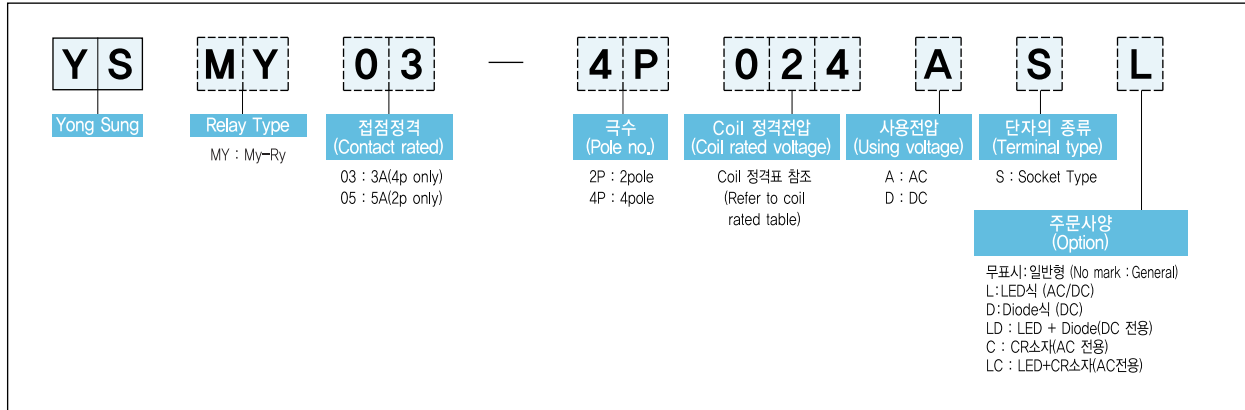 YS MY 03 — 4P 024 A S L
Yong Sung
Relay Type
MY : My-Ry
접점정격
(Contact rated)
03 : 3A(4p only)
05 : 5A(2p only)
극수
(Pole no.)
2P : 2pole
4P : 4pole
Coil 정격전압
(Coil rated voltage)
Coil 정격표 참조
(Refer to coil
rated table)
사용전압
(Using voltage)
A : AC
D : DC
단자의 종류
(Terminal type)
S : Socket Type
주문사양
(Option)
무표시:일반형 (No mark : General)
L:LED식 (AC/DC)
D:Diode식 (DC)
LD : LED + Diode(DC 전용)
C : CR소자(AC 전용)
LC : LED+CR소자(AC전용)